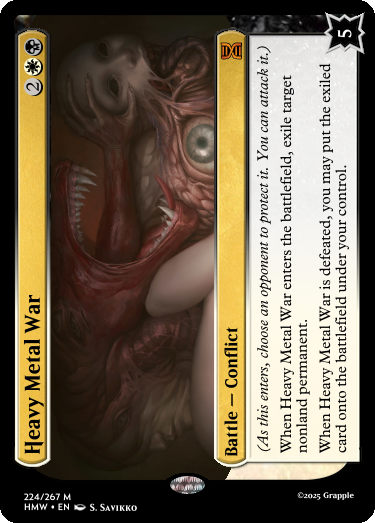 Heavy Metal War
2
Battle — Conflict
(As this enters, choose an opponent to protect it. You can attack it.)
When Heavy Metal War enters the battlefield, exile target
nonland permanent.
When Heavy Metal War is defeated, you may put the exiled
card onto the battlefield under your control.
5
224/267 M
HMW • EN S. Savikko
©2025 Grapple